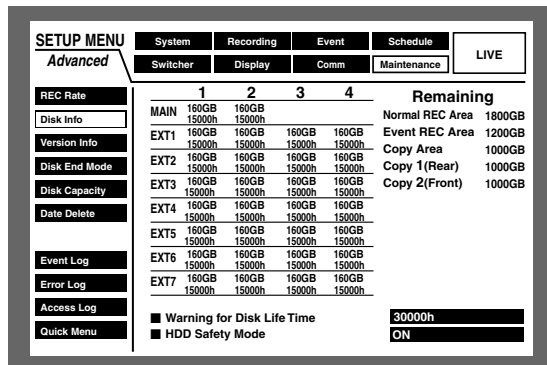 SETUP MENU
Advanced
System Recording Event Schedule
Switcher Display Comm Maintenance
LIVE
REC Rate
Disk Info
Version Info
Disk End Mode
Disk Capacity
Date Delete
Event Log
Error Log
Access Log
Quick Menu
1 2 3 4
MAIN 160GB 160GB
15000h 15000h
EXT1 160GB 160GB 160GB 160GB
15000h 15000h 15000h 15000h
EXT2 160GB 160GB 160GB 160GB
15000h 15000h 15000h 15000h
EXT3 160GB 160GB 160GB 160GB
15000h 15000h 15000h 15000h
EXT4 160GB 160GB 160GB 160GB
15000h 15000h 15000h 15000h
EXT5 160GB 160GB 160GB 160GB
15000h 15000h 15000h 15000h
EXT6 160GB 160GB 160GB 160GB
15000h 15000h 15000h 15000h
EXT7 160GB 160GB 160GB 160GB
15000h 15000h 15000h 15000h
Remaining
Normal REC Area 1800GB
Event REC Area 1200GB
Copy Area 1000GB
Copy 1(Rear) 1000GB
Copy 2(Front) 1000GB
■ Warning for Disk Life Time 30000h
■ HDD Safety Mode ON